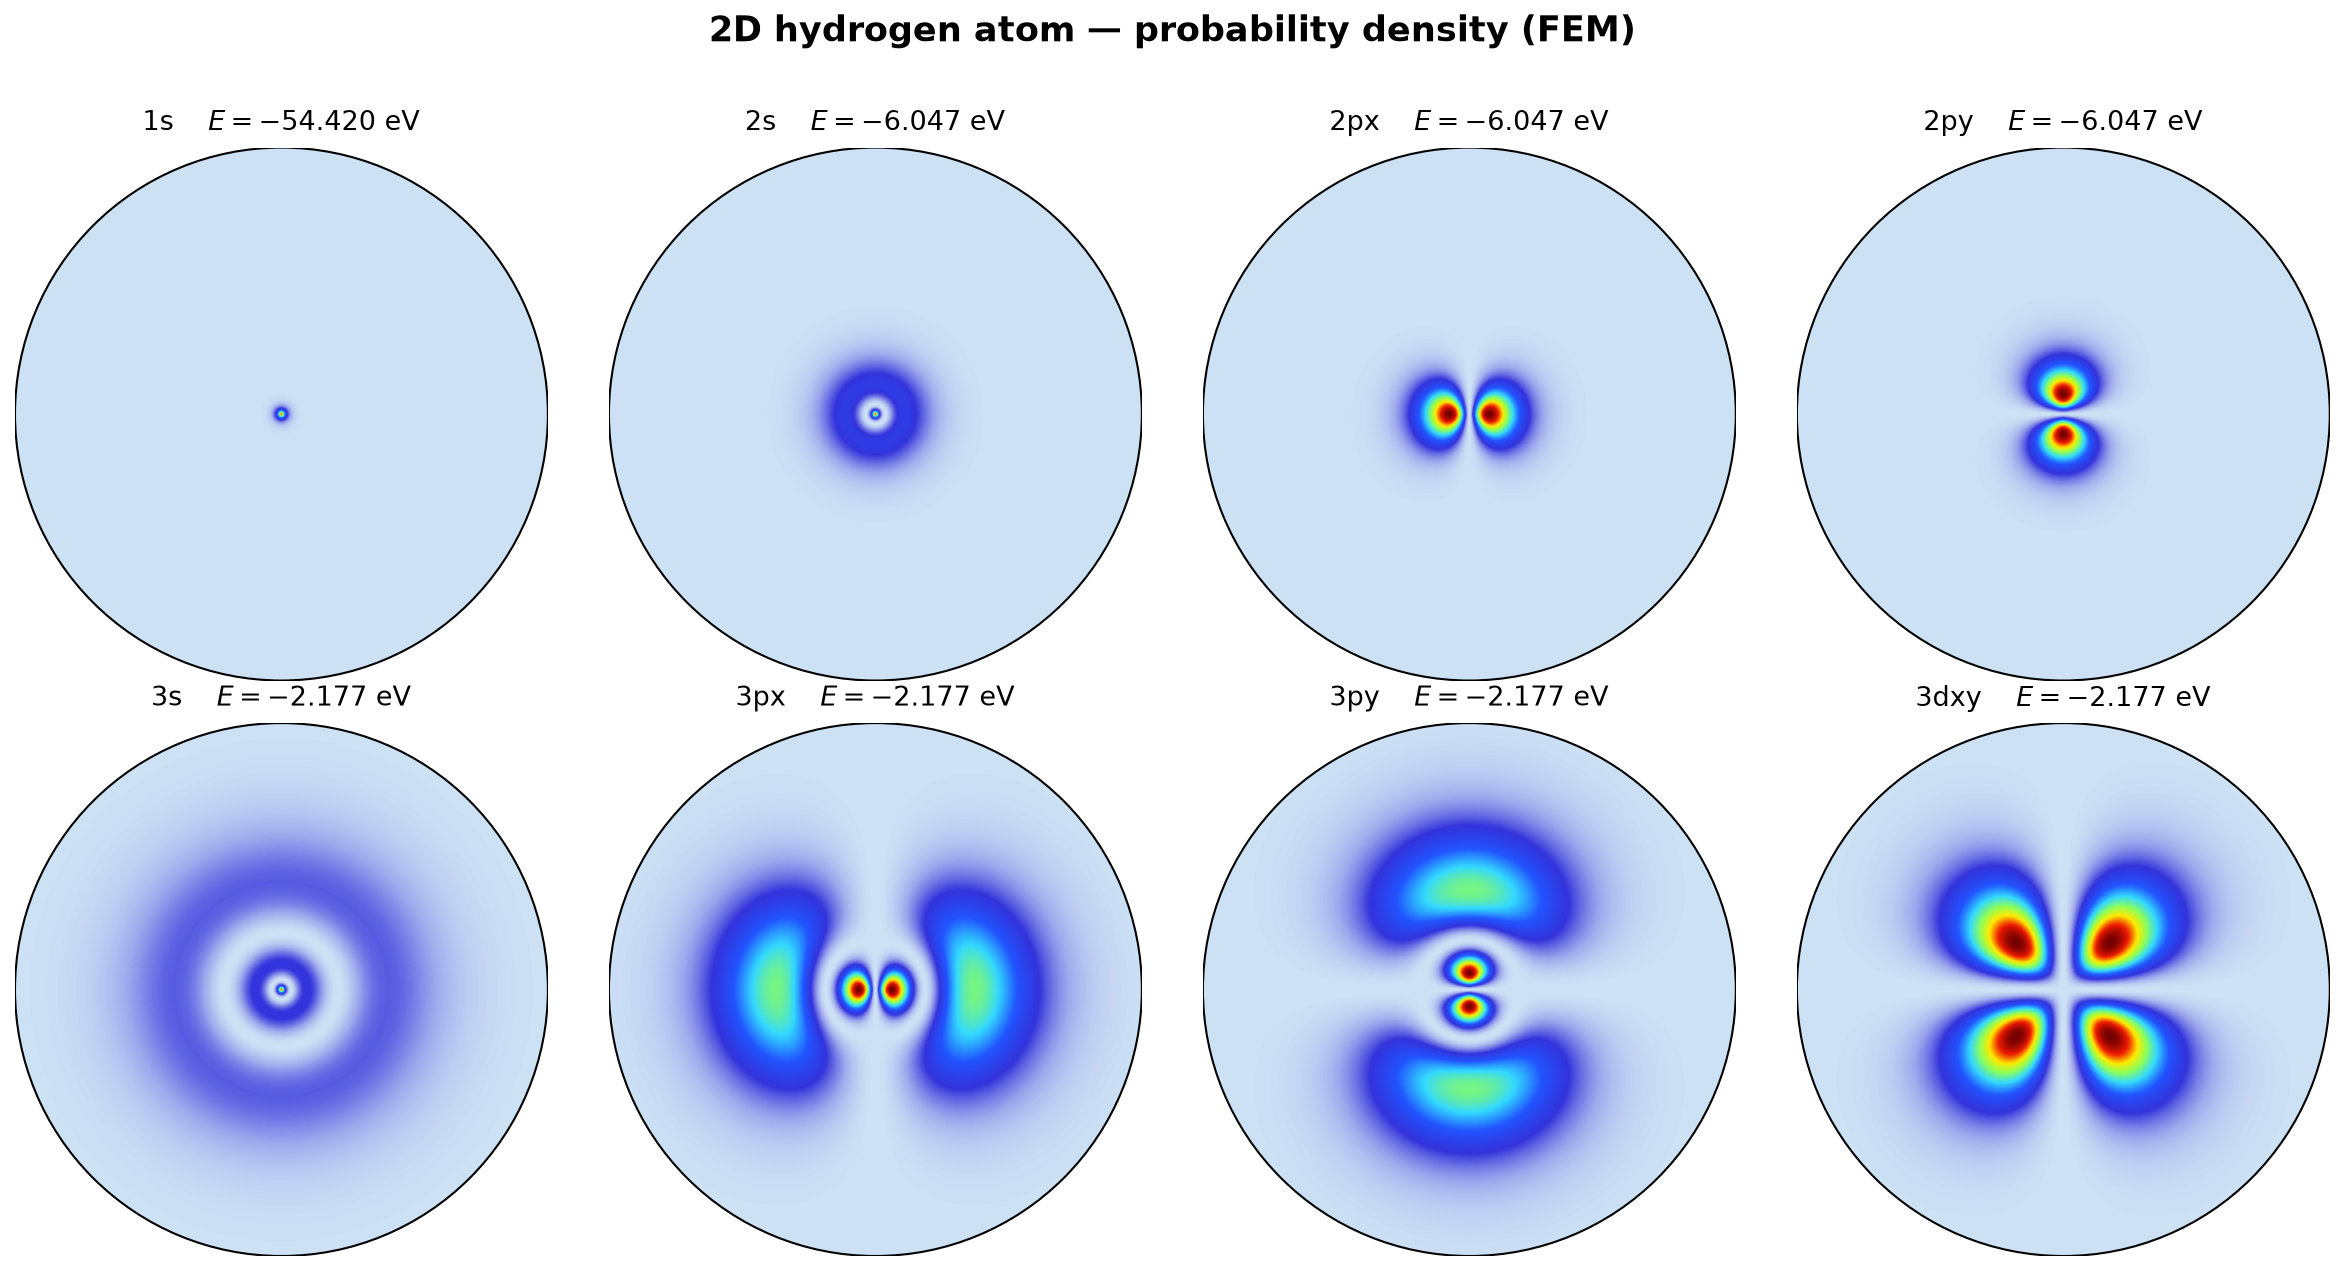 2D hydrogen atom — probability density (FEM)
1s E = −54.420 eV
2s E = −6.047 eV
2px E = −6.047 eV
2py E = −6.047 eV
3s E = −2.177 eV
3px E = −2.177 eV
3py E = −2.177 eV
3dxy E = −2.177 eV